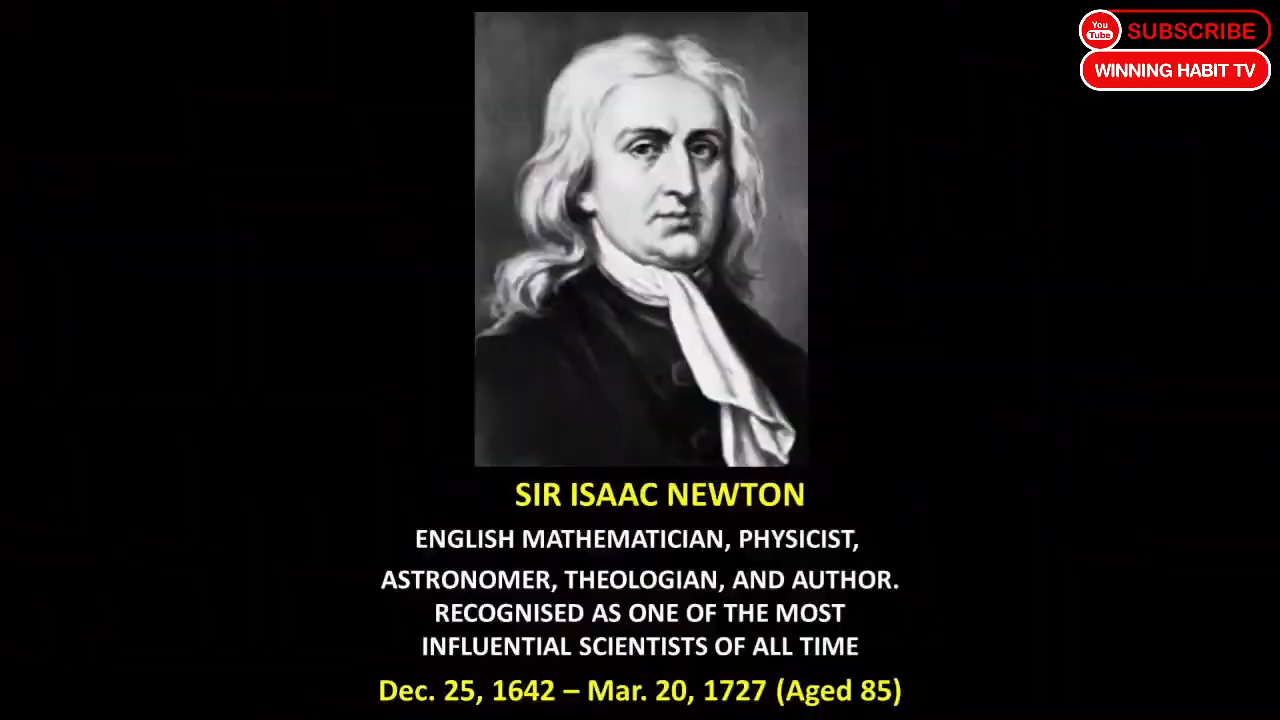 You
Tube
SUBSCRIBE
WINNING HABIT TV
SIR ISAAC NEWTON
ENGLISH MATHEMATICIAN, PHYSICIST,
ASTRONOMER, THEOLOGIAN, AND AUTHOR.
RECOGNISED AS ONE OF THE MOST
INFLUENTIAL SCIENTISTS OF ALL TIME
Dec. 25, 1642 – Mar. 20, 1727 (Aged 85)